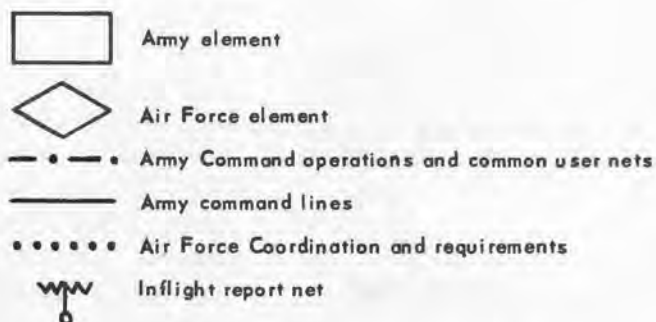 Army element
Air Force element
Army Command operations and common user nets
Army command lines
Air Force Coordination and requirements
Inflight report net